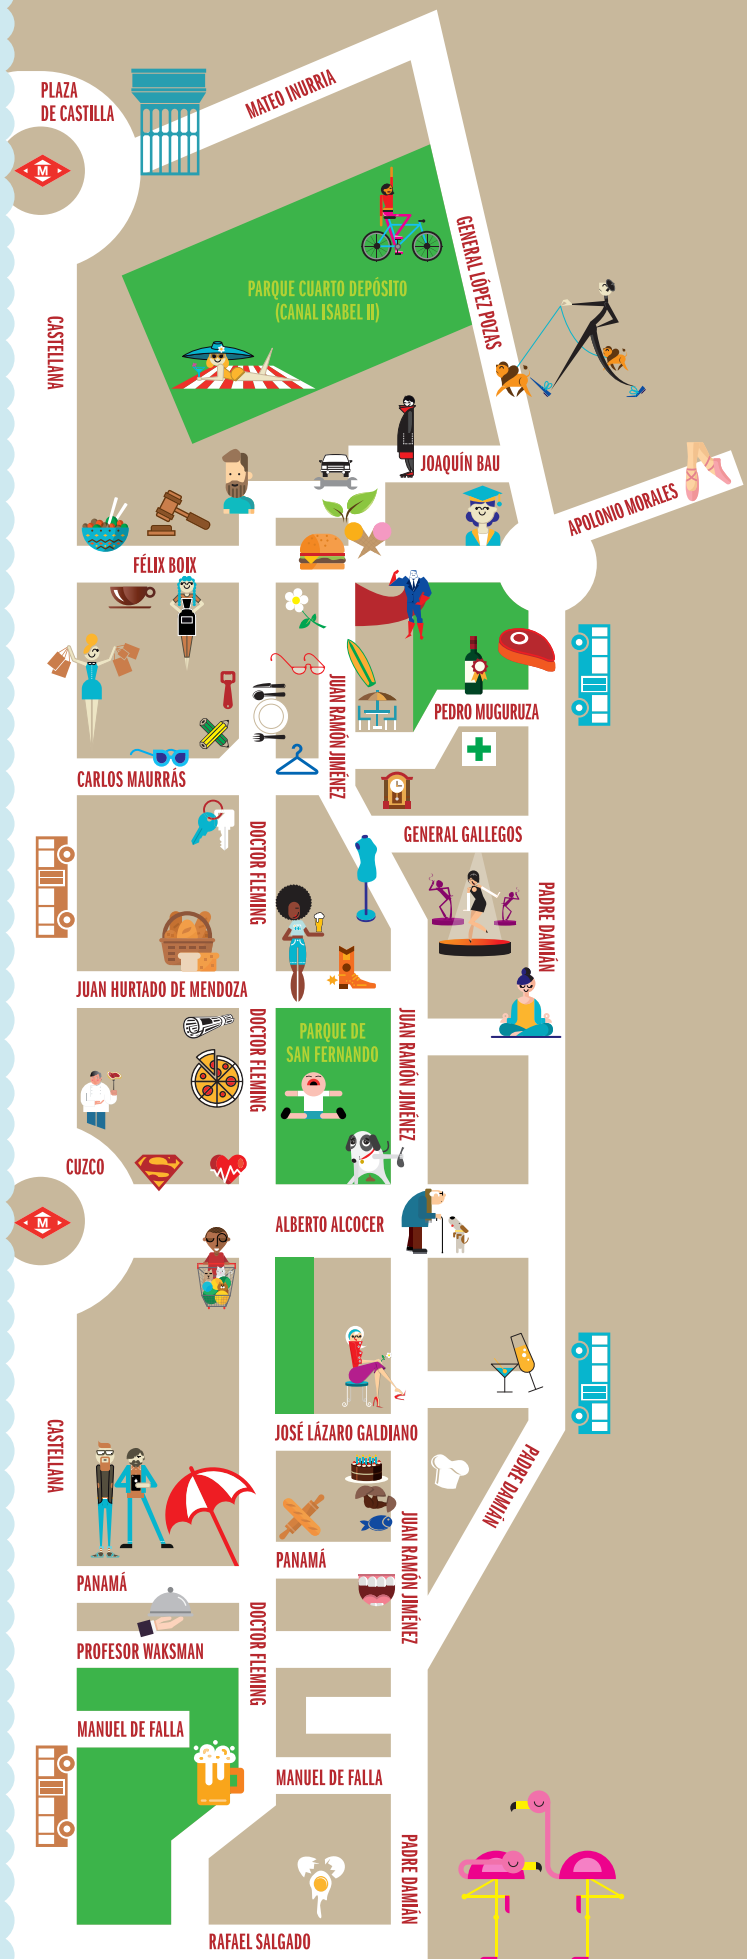 PLAZA
DE CASTILLA
M
MATEO INURRIA
GENERAL LÓPEZ POZAS
PARQUE CUARTO DEPÓSITO
(CANAL ISABEL II)
CASTELLANA
JOAQUÍN BAU
APOLONIO MORALES
FÉLIX BOIX
JUAN RAMÓN JIMÉNEZ
PEDRO MUGURUZA
CARLOS MAURRÁS
DOCTOR FLEMING
GENERAL GALLEGOS
PADRE DAMIÁN
JUAN HURTADO DE MENDOZA
DOCTOR FLEMING
PARQUE DE
SAN FERNANDO
JUAN RAMÓN JIMÉNEZ
CUZCO
M
ALBERTO ALCOCER
CASTELLANA
JOSÉ LÁZARO GALDIANO
PADRE DAMIÁN
PANAMÁ
JUAN RAMÓN JIMÉNEZ
PANAMÁ
DOCTOR FLEMING
PROFESOR WAKSMAN
MANUEL DE FALLA
MANUEL DE FALLA
PADRE DAMIÁN
RAFAEL SALGADO